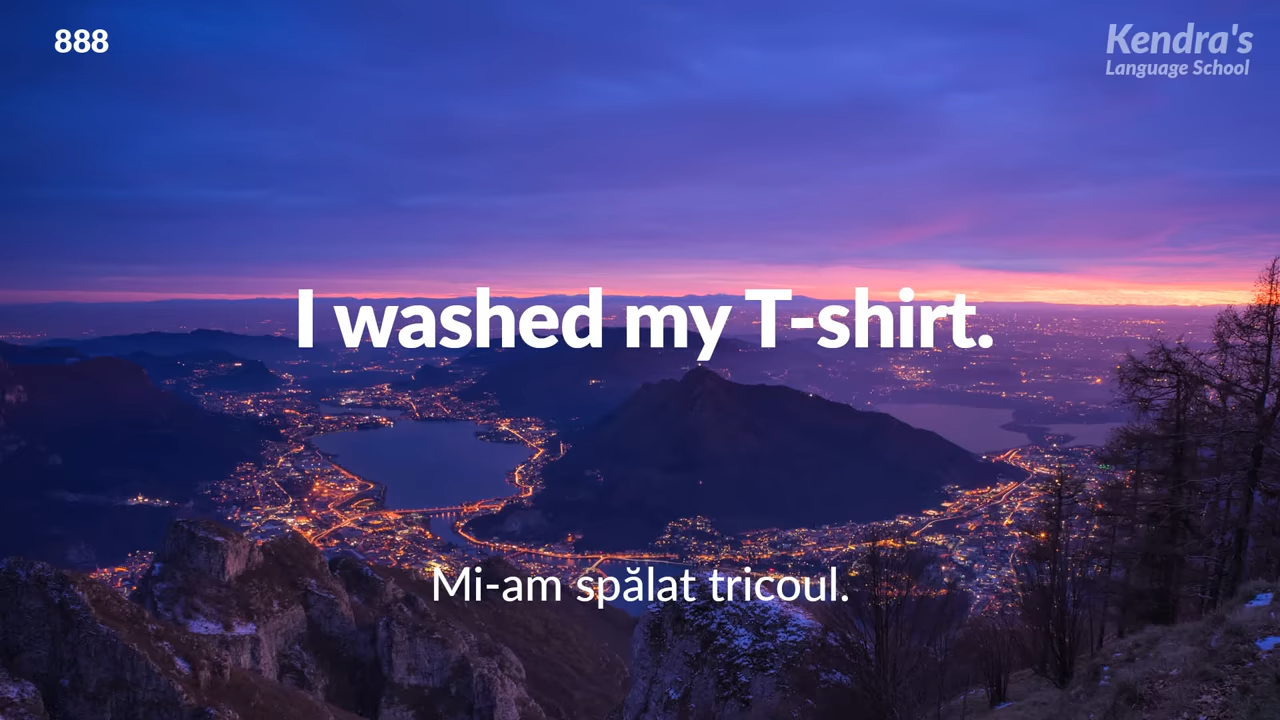 888
Kendra's
Language School
I washed my T-shirt.
Mi-am spălat tricoul.